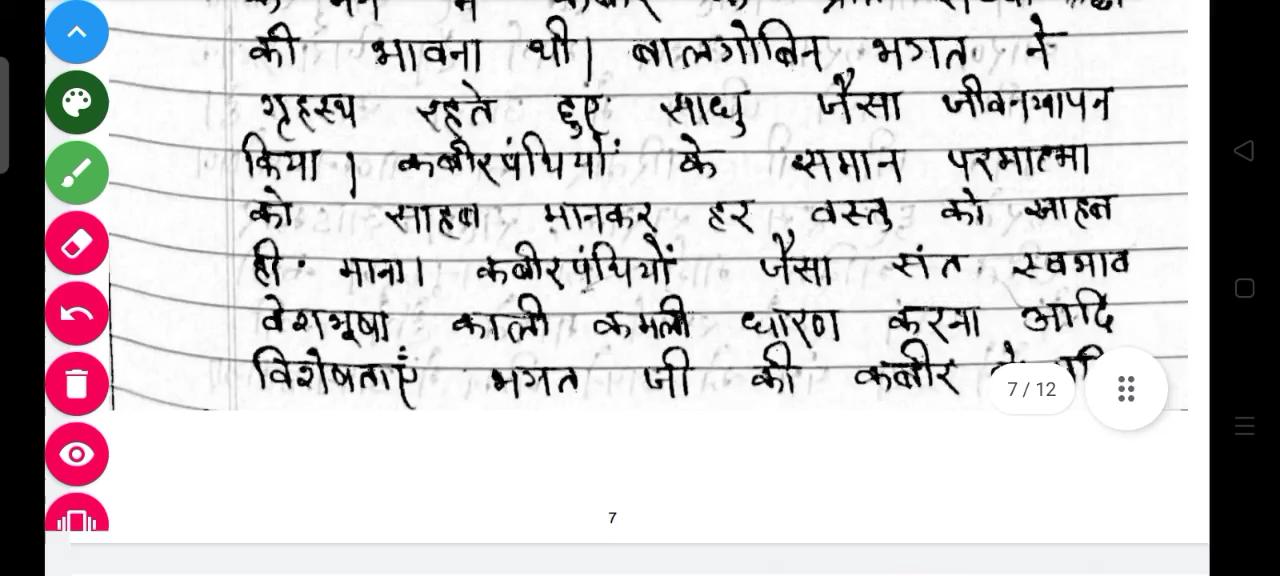 की भावना थी। बालगोबिन भगत ने
गृहस्थ रहते हुए साधु जैसा जीवनयापन
किया। कबीरपंथियों के समान परमात्मा
को साहब मानकर हर वस्तु को साहब
ही माना। कबीरपंथियों जैसा संत स्वभाव
वेशभूषा काली कमली धारण करना आदि
विशेषताएँ भगत जी की कबीर
7 / 12
7